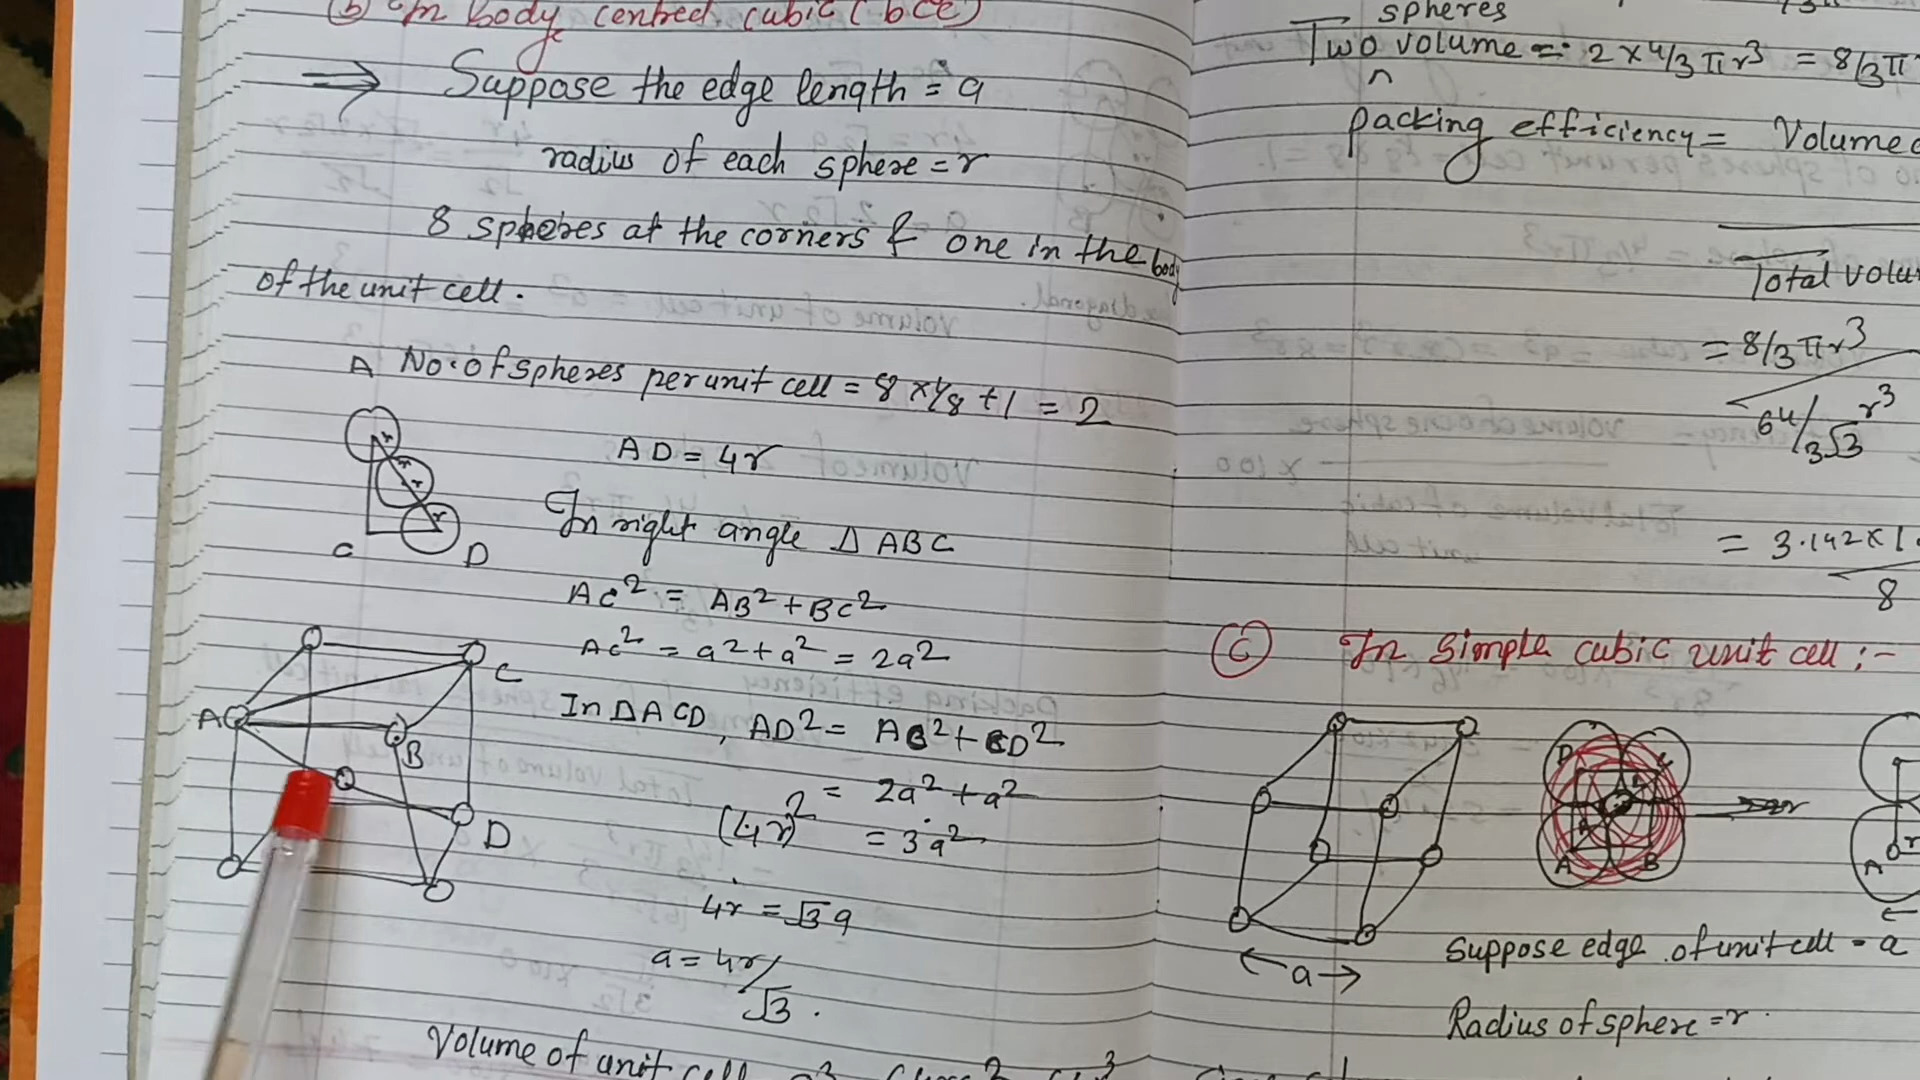 (b) In body centred cubic (bcc)
⇒ Suppose the edge length = a
radius of each sphere = r
8 spheres at the corners & one in the body
of the unit cell.
A No. of spheres per unit cell = 8 × 1/8 + 1 = 2
r
r
r
r
C D
AD = 4r
In right angle Δ ABC
AC² = AB² + BC²
AC² = a² + a² = 2a²
In Δ ACD, AD² = AC² + CD²
= 2a² + a²
(4r)² = 3a²
4r = √3 a
a = 4r/√3.
A
B
C
D
Volume of unit cell
spheres
Two volume = 2 × 4/3 πr³ = 8/3 π
packing efficiency = Volume
Total volu
= 8/3 πr³
64/3√3 r³
= 3.142 × 1
8
(C) In Simple cubic unit cell :-
D C
A B
r
A
r
a
Suppose edge of unit cell = a
Radius of sphere = r.